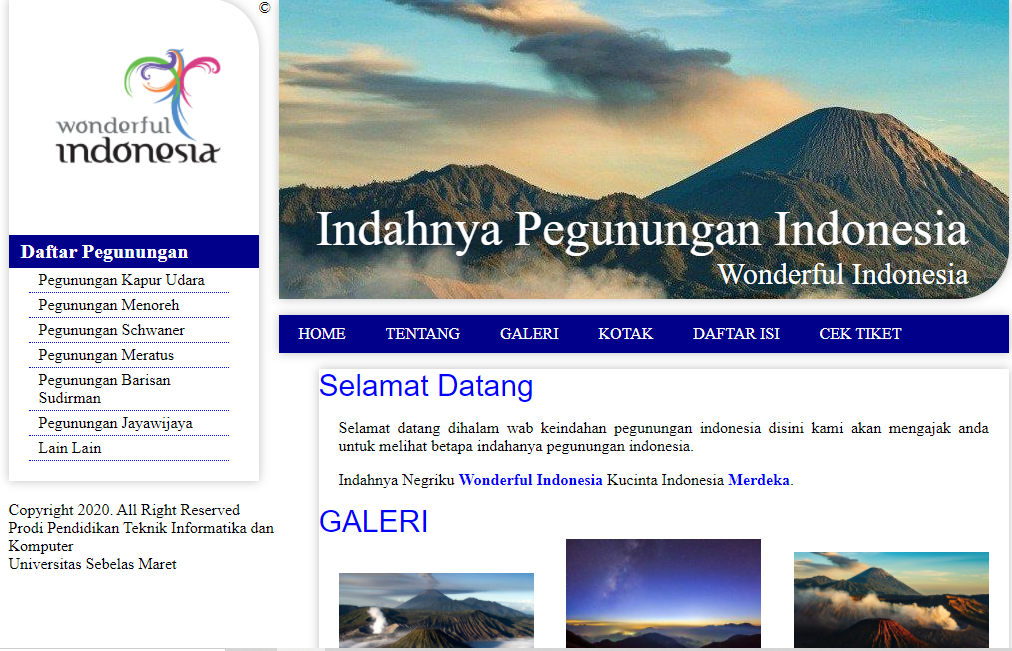 ©
wonderful
indonesia
Daftar Pegunungan
Pegunungan Kapur Udara
Pegunungan Menoreh
Pegunungan Schwaner
Pegunungan Meratus
Pegunungan Barisan
Sudirman
Pegunungan Jayawijaya
Lain Lain
Copyright 2020. All Right Reserved
Prodi Pendidikan Teknik Informatika dan
Komputer
Universitas Sebelas Maret
Indahnya Pegunungan Indonesia
Wonderful Indonesia
HOME TENTANG GALERI KOTAK DAFTAR ISI CEK TIKET
Selamat Datang
Selamat datang dihalam wab keindahan pegunungan indonesia disini kami akan mengajak anda
untuk melihat betapa indahanya pegunungan indonesia.
Indahnya Negriku Wonderful Indonesia Kucinta Indonesia Merdeka.
GALERI